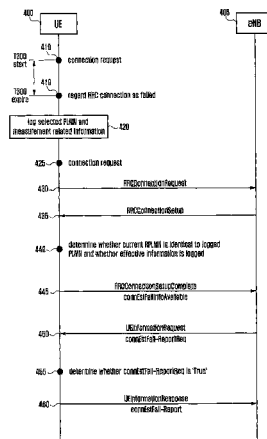 400
405
UE
eNB
T300
start
410
connection request
T300
expire
415
regard RRC connection as failed
log selected PLMN and
measurement related information
420
425
connection request
430
RRCConnectionRequest
435
RRCConnectionSetup
440
determine whether current RPLMN is identical to logged
PLMN and whether effective information is logged
445
RRCConnectionSetupComplete
connEstFailInfoAvailable
450
UEInformationRequest
connEstFail-ReportReq
455
determine whether connEstFail-ReportReq is 'True'
460
UEInformationResponse
connEstFail-Report